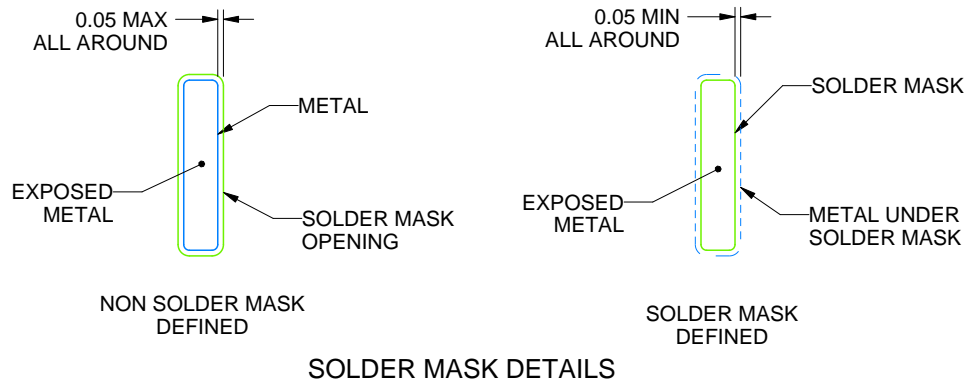 0.05 MAX
ALL AROUND
METAL
EXPOSED
METAL
SOLDER MASK
OPENING
NON SOLDER MASK
DEFINED
0.05 MIN
ALL AROUND
SOLDER MASK
EXPOSED
METAL
METAL UNDER
SOLDER MASK
SOLDER MASK
DEFINED
SOLDER MASK DETAILS